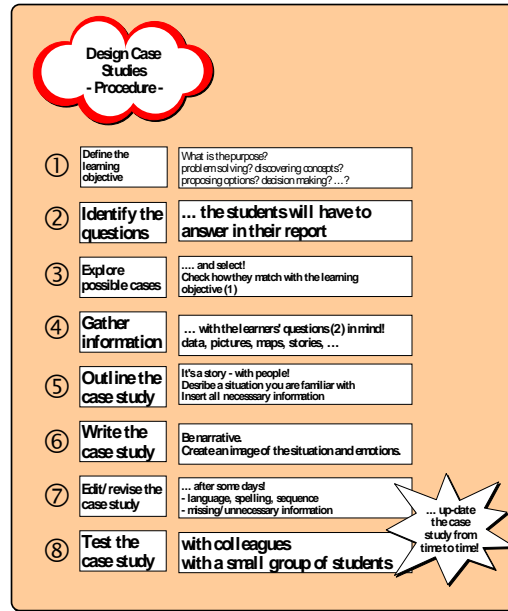 Design Case
Studies
- Procedure -
① Define the
learning
objective
What is the purpose?
problem solving? discovering concepts?
proposing options? decision making? ...?
② Identify the
questions
... the students will have to
answer in their report
③ Explore
possible cases
.... and select!
Check how they match with the learning
objective (1)
④ Gather
information
... with the learners' questions (2) in mind!
data, pictures, maps, stories, ...
⑤ Outline the
case study
It's a story - with people!
Desribe a situation you are familiar with
Insert all necesssary information
⑥ Write the
case study
Be narrative.
Create an image of the situation and emotions.
⑦ Edit/ revise the
case study
... after some days!
- language, spelling, sequence
- missing/unnecessary information
⑧ Test the
case study
with colleagues
with a small group of students
... up-date
the case
study from
time to time!